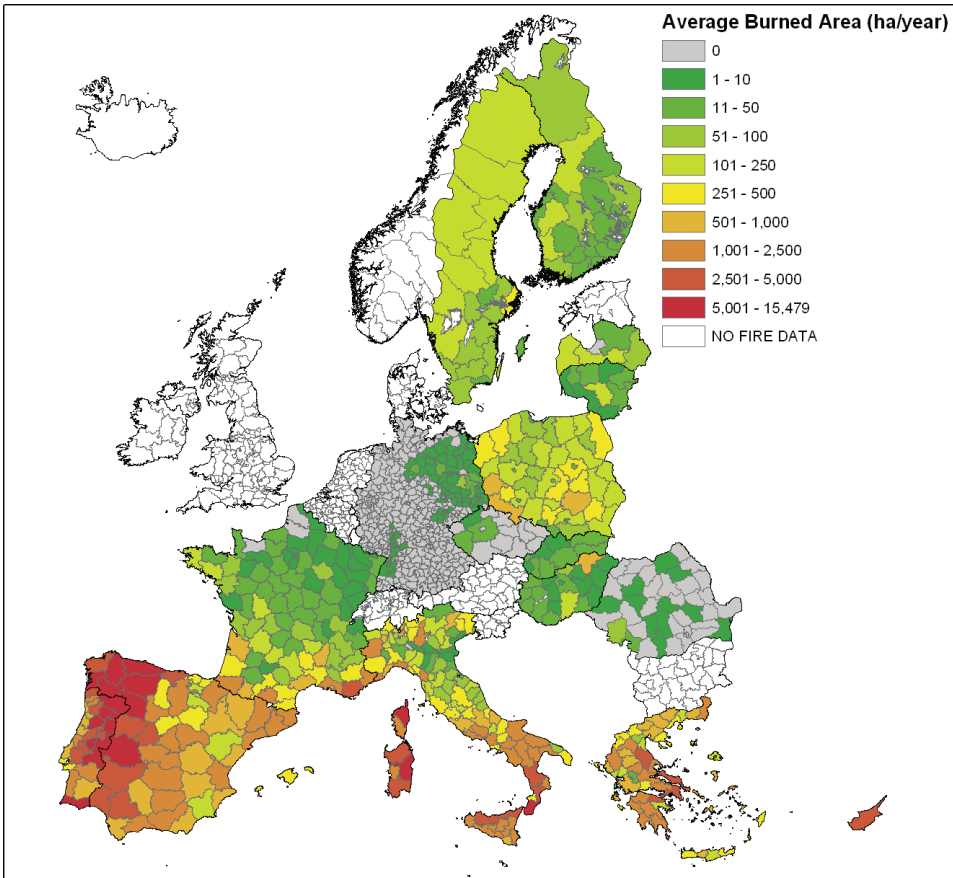 Average Burned Area (ha/year)
0
1 - 10
11 - 50
51 - 100
101 - 250
251 - 500
501 - 1,000
1,001 - 2,500
2,501 - 5,000
5,001 - 15,479
NO FIRE DATA